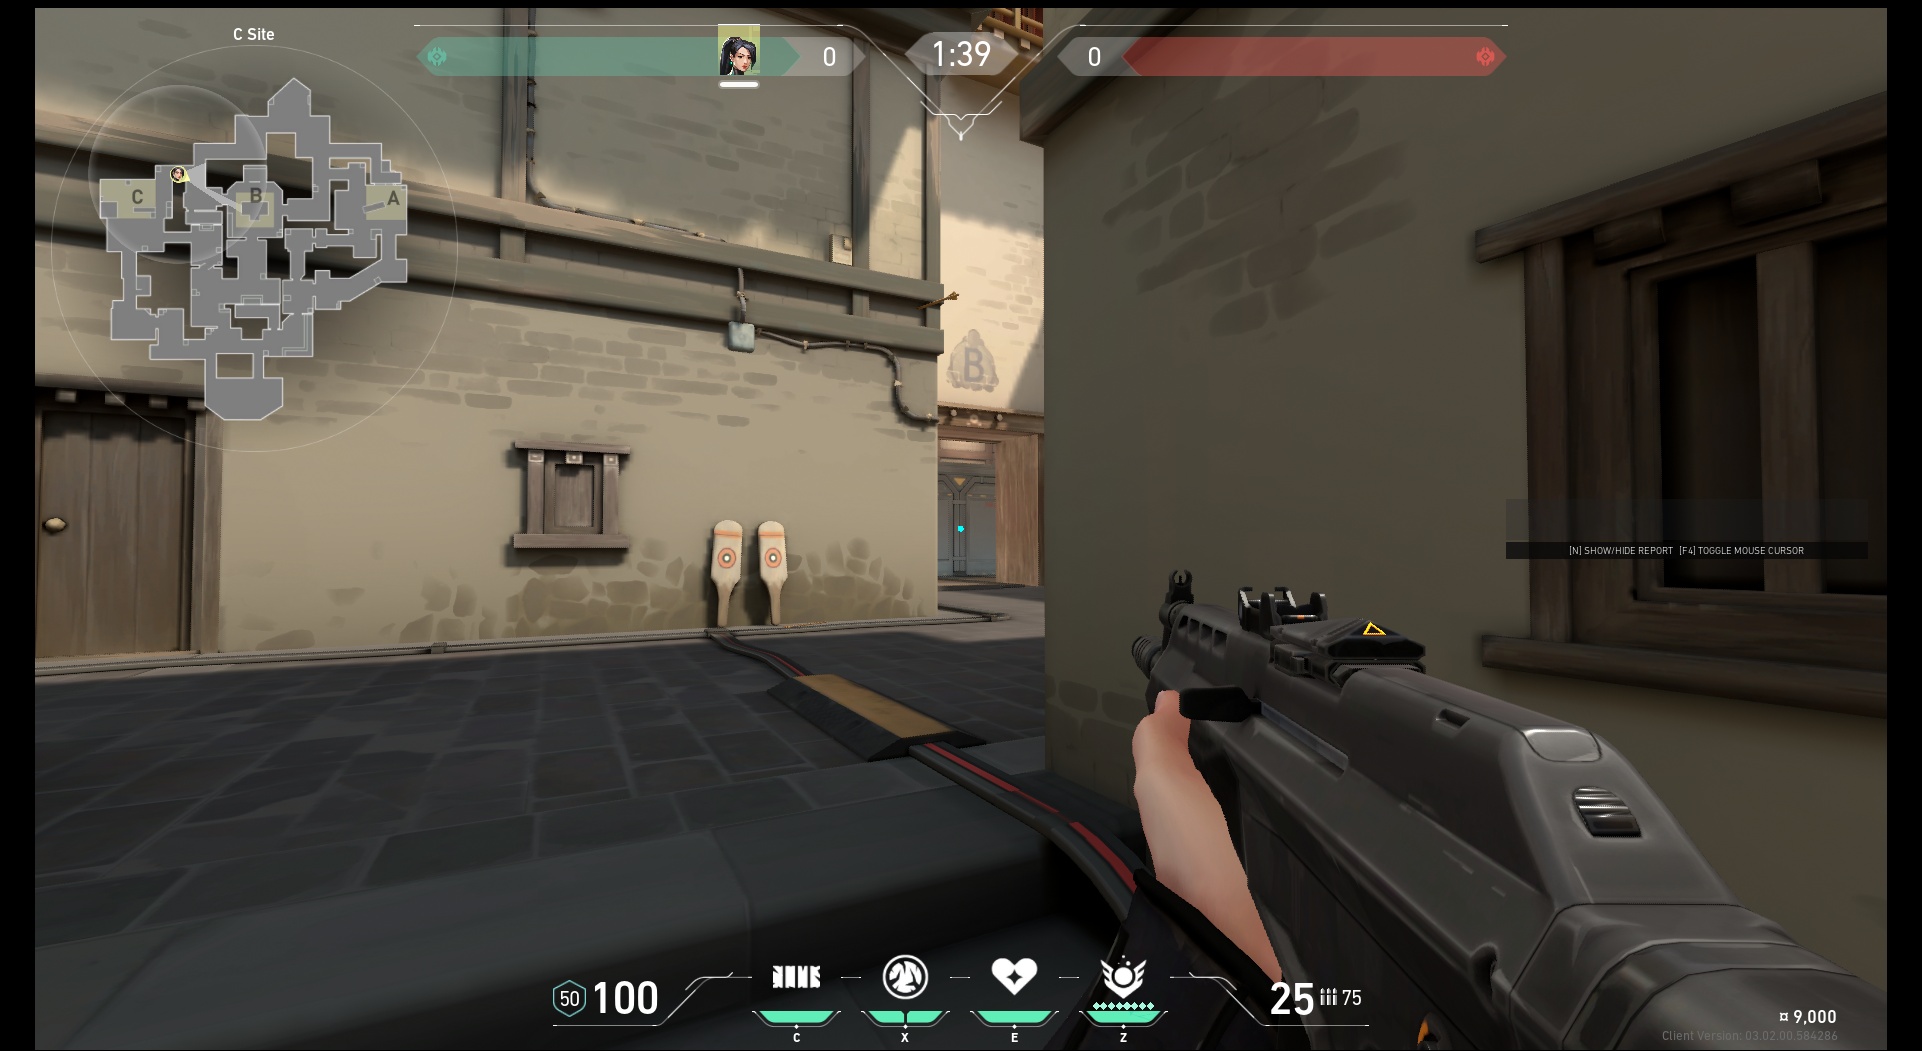 C Site
0
1:39
0
C
B
A
B
[N] SHOW/HIDE REPORT [F4] TOGGLE MOUSE CURSOR
50 100
25 75
C
X
E
Z
¤ 9,000
Client Version: 03.02.00.584286